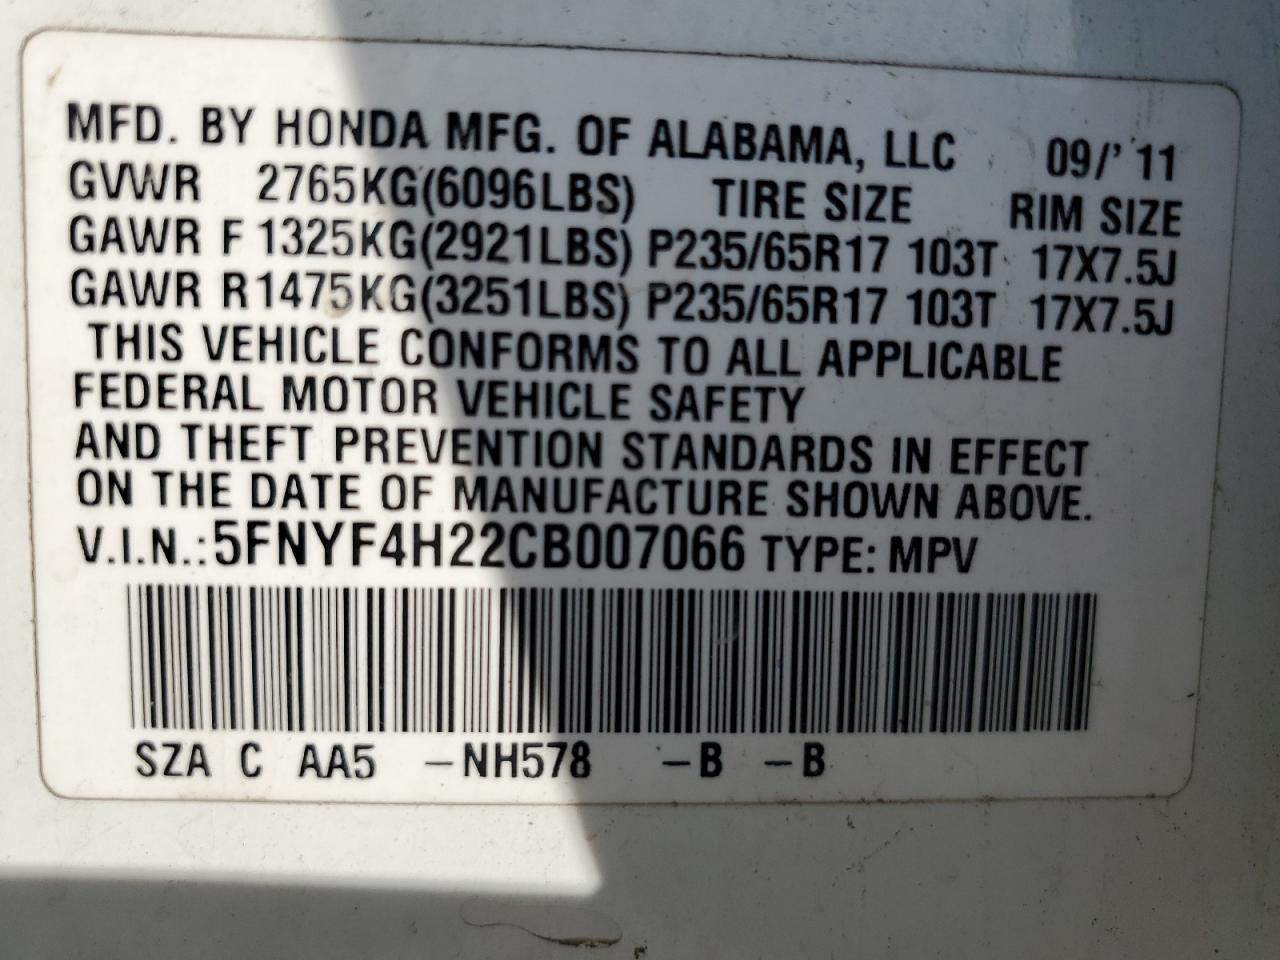 MFD. BY HONDA MFG. OF ALABAMA, LLC 09/' 11
GVWR 2765KG(6096LBS) TIRE SIZE RIM SIZE
GAWR F 1325KG(2921LBS) P235/65R17 103T 17X7.5J
GAWR R 1475KG(3251LBS) P235/65R17 103T 17X7.5J
THIS VEHICLE CONFORMS TO ALL APPLICABLE
FEDERAL MOTOR VEHICLE SAFETY
AND THEFT PREVENTION STANDARDS IN EFFECT
ON THE DATE OF MANUFACTURE SHOWN ABOVE.
V.I.N.:5FNYF4H22CB007066 TYPE: MPV
SZA C AA5 –NH578 –B –B